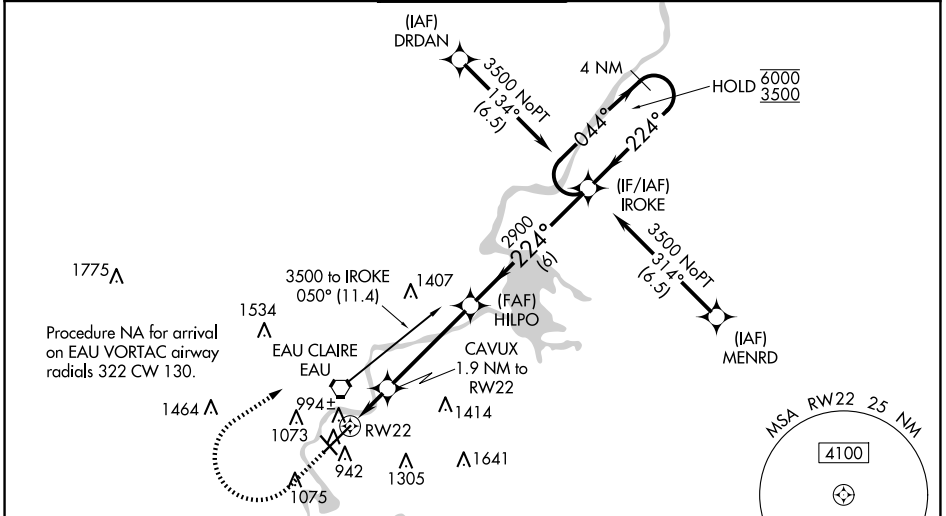 (IAF)
DRDAN
3500 NoPT
134°
(6.5)
4 NM
HOLD 6000
3500
044°
224°
(IF/IAF)
IROKE
2900
224°
(6)
3500 NoPT
314°
(6.5)
(IAF)
MENRD
1775
3500 to IROKE
050° (11.4)
1407
(FAF)
HILPO
1534
Procedure NA for arrival
on EAU VORTAC airway
radials 322 CW 130.
EAU CLAIRE
EAU
CAVUX
1.9 NM to
RW22
1464
994±
1073
RW22
1414
942
1305
1641
1075
MSA RW22 25 NM
4100